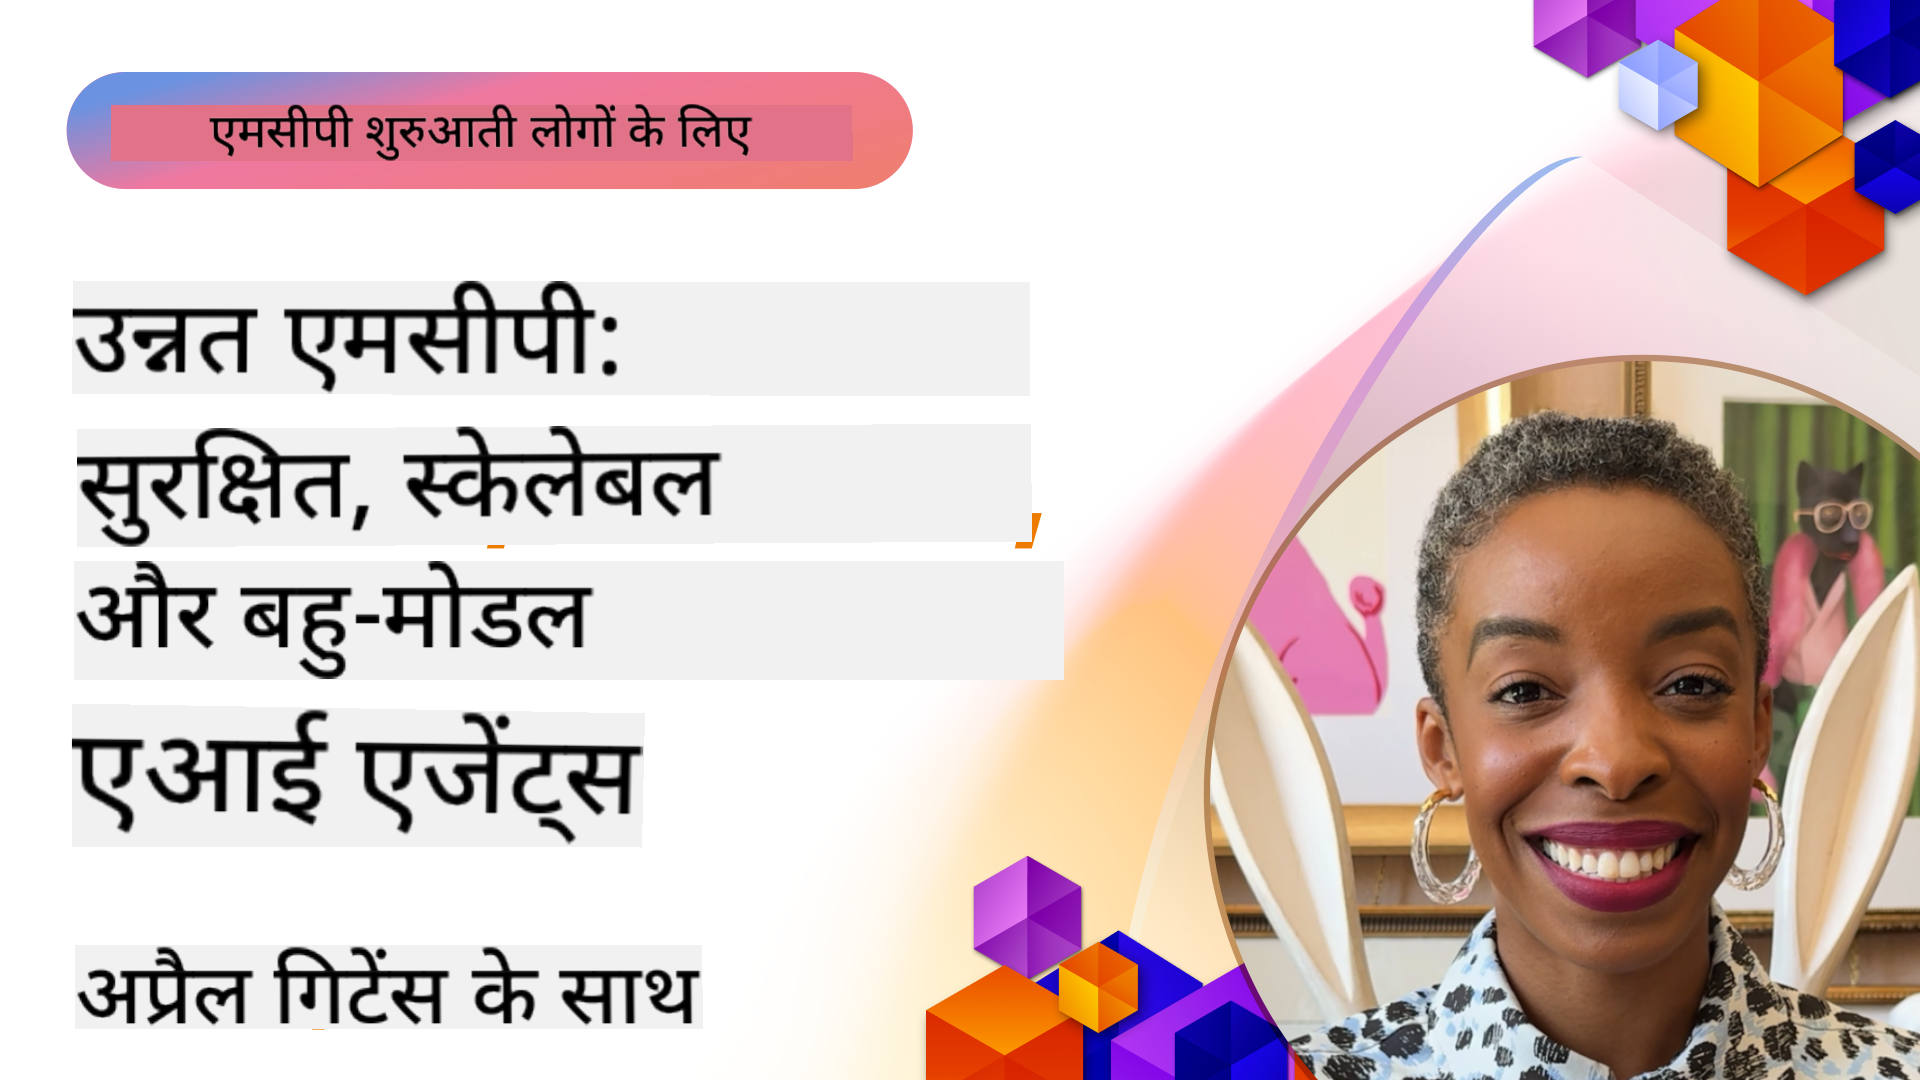 एमसीपी शुरुआती लोगों के लिए
उन्नत एमसीपी:
सुरक्षित, स्केलेबल
और बहु-मोडल
एआई एजेंट्स
अप्रैल गिटेंस के साथ